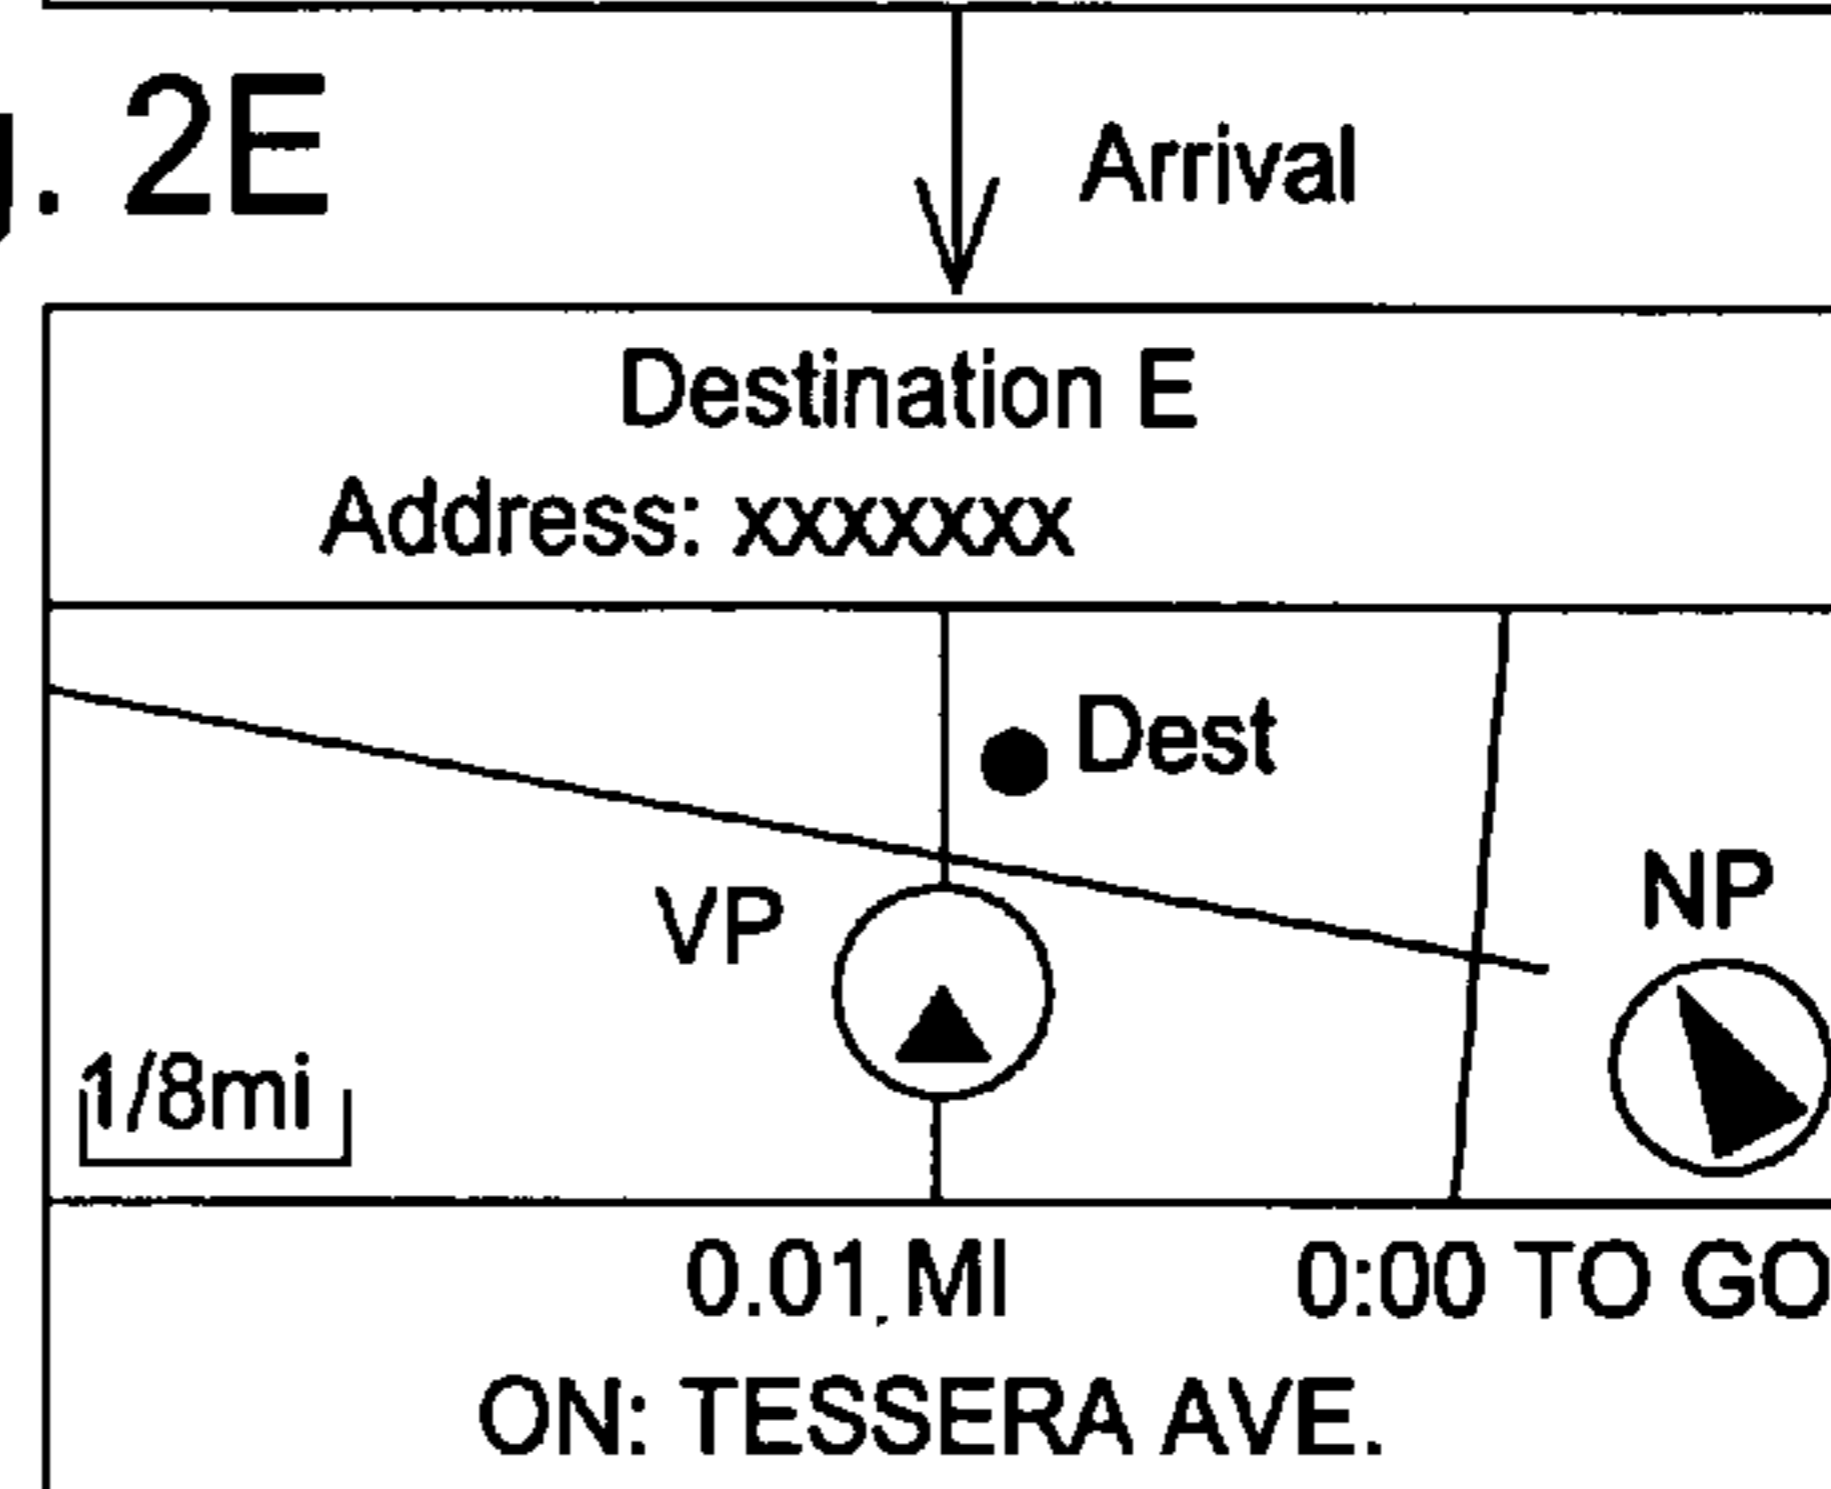 g. 2E
Arrival
Destination E
Address: xxxxxxx
Dest
VP
NP
1/8mi
0.01 MI 0:00 TO GO
ON: TESSERA AVE.